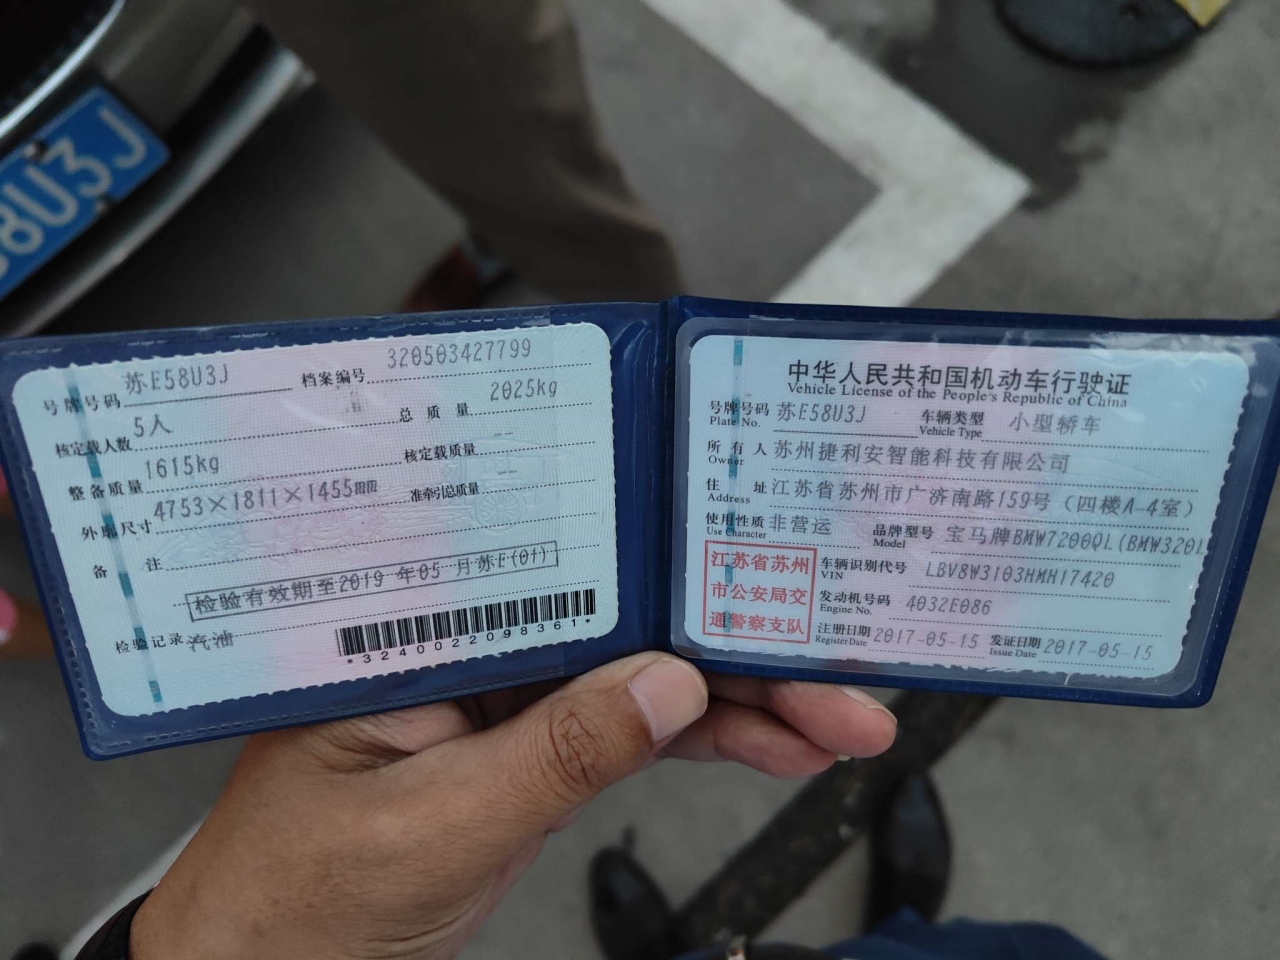 8U3J
号牌号码 苏E58U3J 档案编号 320503427799
核定载人数 5人 总质量 2025kg
整备质量 1615kg 核定载质量 --
外廓尺寸 4753×1811×1455mm 准牵引总质量 --
备注
检验有效期至2019年05月苏E(01)
检验记录 汽油
*3240022098361*
中华人民共和国机动车行驶证
Vehicle License of the People's Republic of China
号牌号码 苏E58U3J 车辆类型 小型轿车
Plate No. Vehicle Type
所有人 苏州捷利安智能科技有限公司
Owner
住址 江苏省苏州市广济南路159号（四楼A-4室）
Address
使用性质 非营运 品牌型号 宝马牌BMW7200QL(BMW320L
Use Character Model
江苏省苏州
市公安局交
通警察支队
车辆识别代号 LBV8W3103HMH17420
VIN
发动机号码 4032E086
Engine No.
注册日期 2017-05-15 发证日期 2017-05-15
Register Date Issue Date